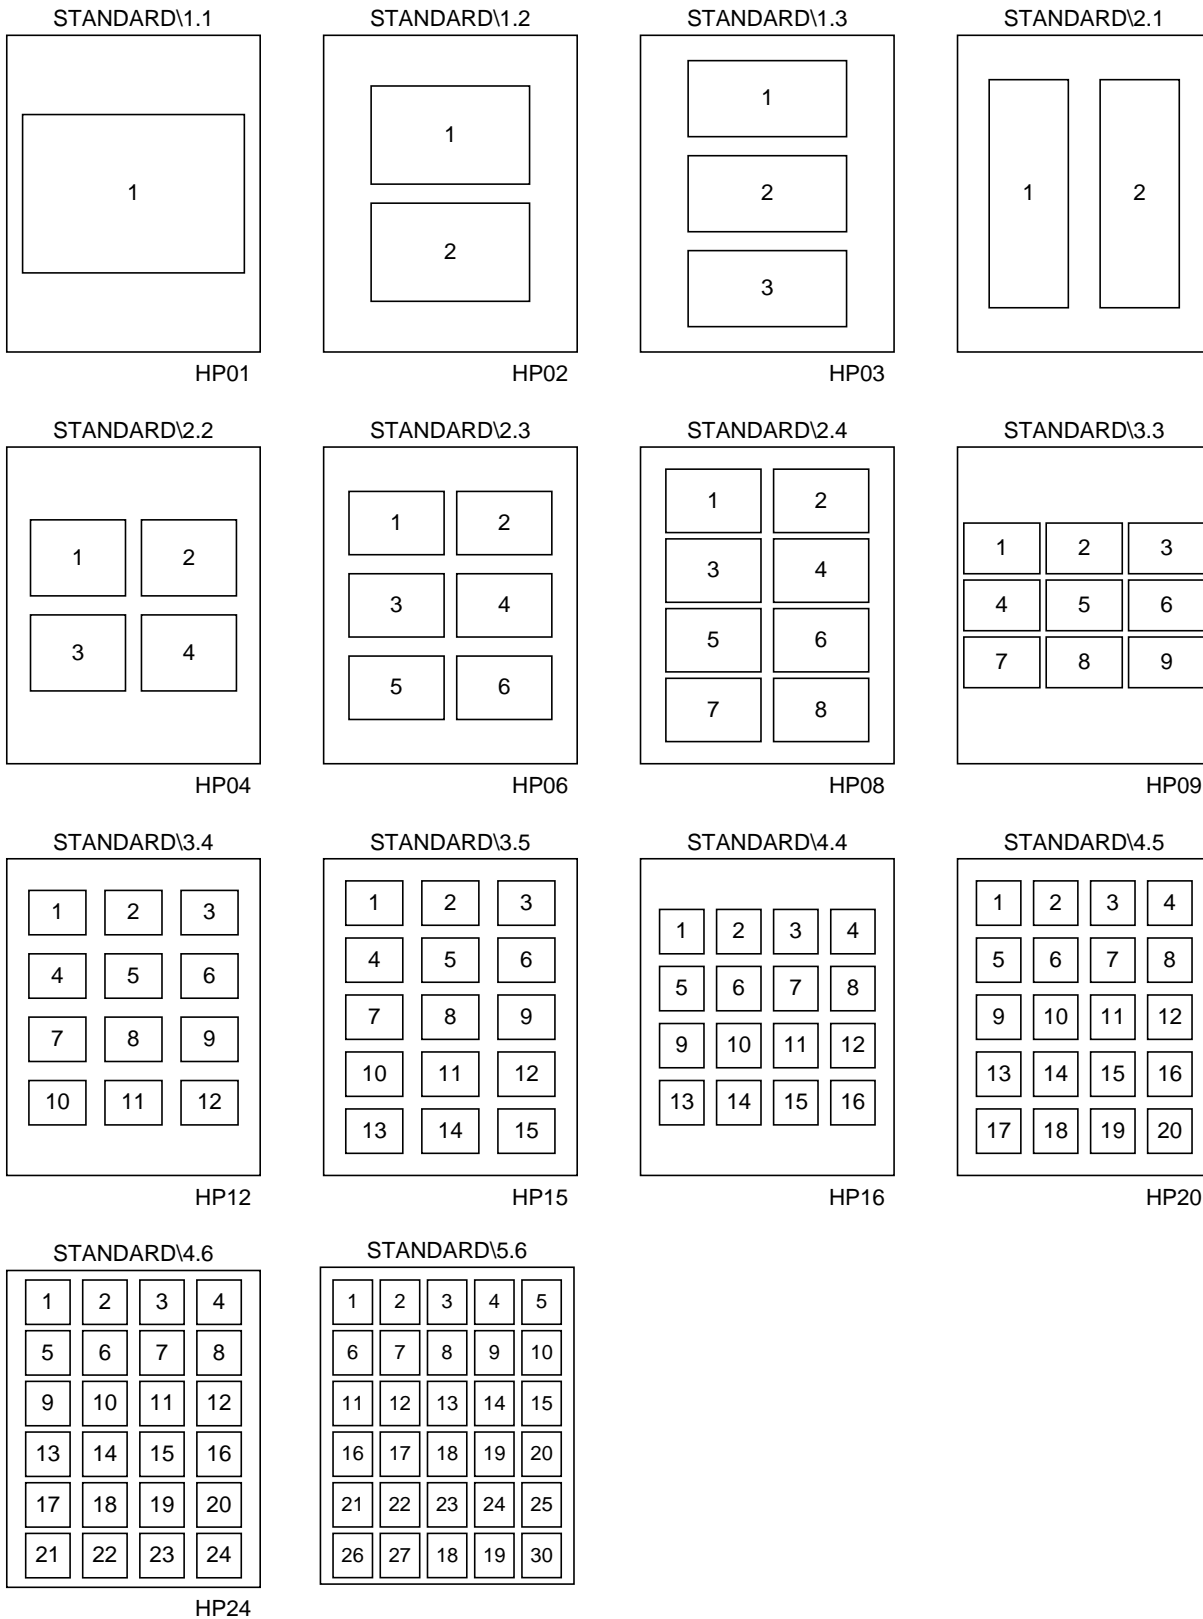 STANDARD\1.1
1
HP01
STANDARD\1.2
1
2
HP02
STANDARD\1.3
1
2
3
HP03
STANDARD\2.1
1 2
STANDARD\2.2
1 2
3 4
HP04
STANDARD\2.3
1 2
3 4
5 6
HP06
STANDARD\2.4
1 2
3 4
5 6
7 8
HP08
STANDARD\3.3
1 2 3
4 5 6
7 8 9
HP09
STANDARD\3.4
1 2 3
4 5 6
7 8 9
10 11 12
HP12
STANDARD\3.5
1 2 3
4 5 6
7 8 9
10 11 12
13 14 15
HP15
STANDARD\4.4
1 2 3 4
5 6 7 8
9 10 11 12
13 14 15 16
HP16
STANDARD\4.5
1 2 3 4
5 6 7 8
9 10 11 12
13 14 15 16
17 18 19 20
HP20
STANDARD\4.6
1 2 3 4
5 6 7 8
9 10 11 12
13 14 15 16
17 18 19 20
21 22 23 24
HP24
STANDARD\5.6
1 2 3 4 5
6 7 8 9 10
11 12 13 14 15
16 17 18 19 20
21 22 23 24 25
26 27 18 19 30